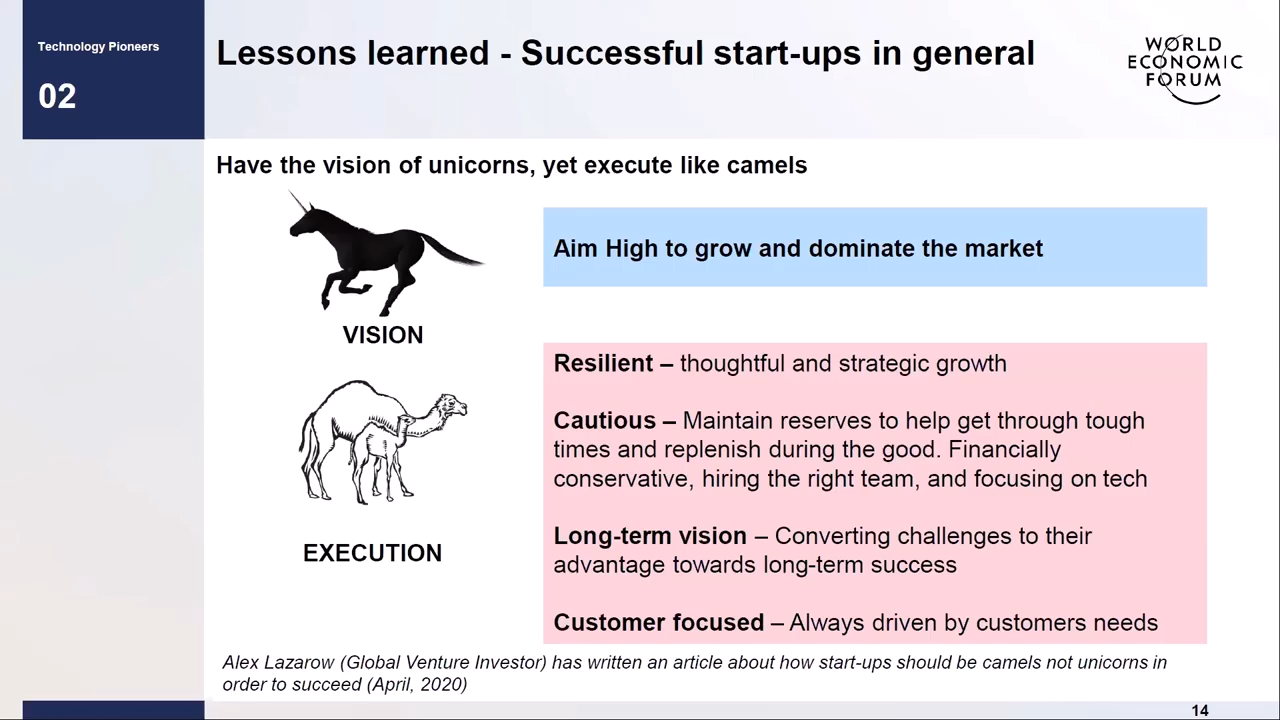 Technology Pioneers
02
Lessons learned - Successful start-ups in general
WORLD
ECONOMIC
FORUM
Have the vision of unicorns, yet execute like camels
Aim High to grow and dominate the market
VISION
Resilient – thoughtful and strategic growth
Cautious – Maintain reserves to help get through tough
times and replenish during the good. Financially
conservative, hiring the right team, and focusing on tech
Long-term vision – Converting challenges to their
advantage towards long-term success
Customer focused – Always driven by customers needs
EXECUTION
Alex Lazarow (Global Venture Investor) has written an article about how start-ups should be camels not unicorns in
order to succeed (April, 2020)
14